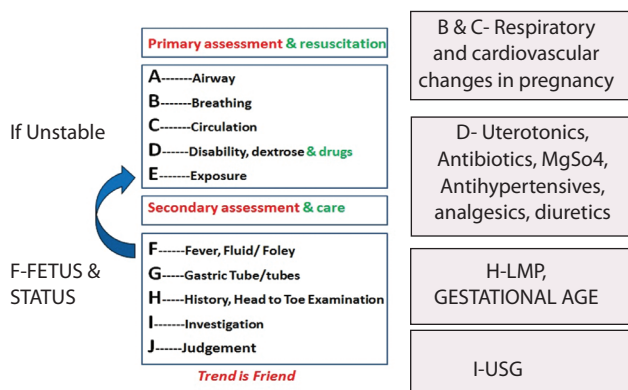 Primary assessment & resuscitation
If Unstable
A-------Airway
B-------Breathing
C-------Circulation
D------Disability, dextrose & drugs
E-------Exposure
Secondary assessment & care
F-FETUS &
STATUS
F------Fever, Fluid/ Foley
G-----Gastric Tube/tubes
H-----History, Head to Toe Examination
I-------Investigation
J------Judgement
Trend is Friend
B & C- Respiratory
and cardiovascular
changes in pregnancy
D- Uterotonics,
Antibiotics, MgSo4,
Antihypertensives,
analgesics, diuretics
H-LMP,
GESTATIONAL AGE
I-USG